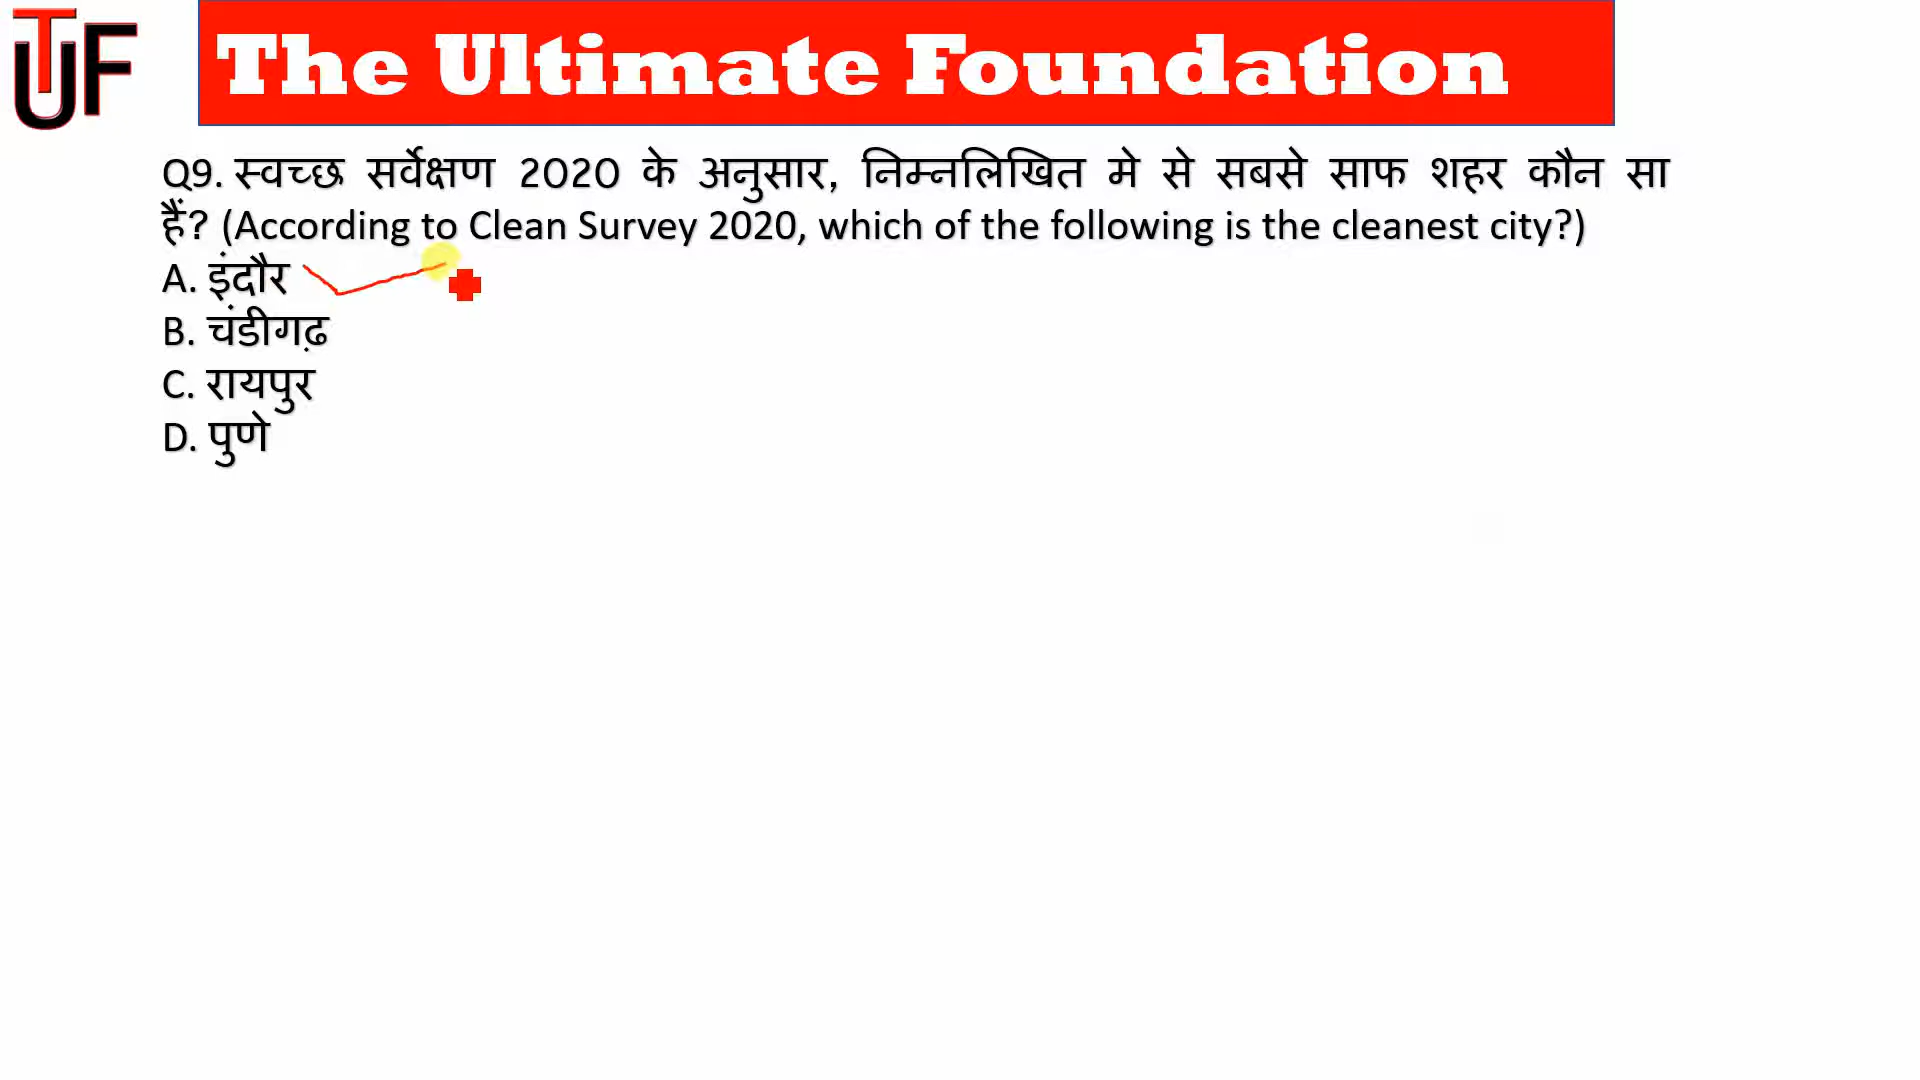 TUF
The Ultimate Foundation
Q9. स्वच्छ सर्वेक्षण 2020 के अनुसार, निम्नलिखित मे से सबसे साफ शहर कौन सा
हैं? (According to Clean Survey 2020, which of the following is the cleanest city?)
A. इंदौर
B. चंडीगढ़
C. रायपुर
D. पुणे